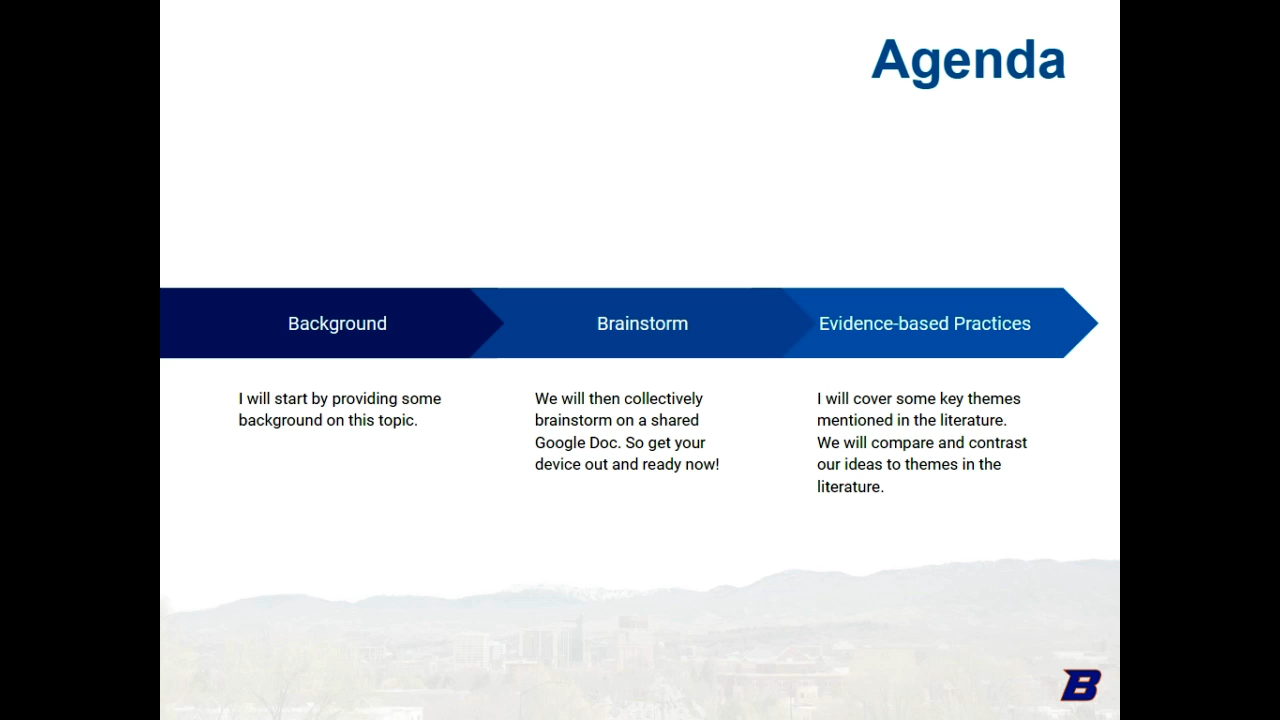 Agenda
Background
Brainstorm
Evidence-based Practices
I will start by providing some
background on this topic.
We will then collectively
brainstorm on a shared
Google Doc. So get your
device out and ready now!
I will cover some key themes
mentioned in the literature.
We will compare and contrast
our ideas to themes in the
literature.
B